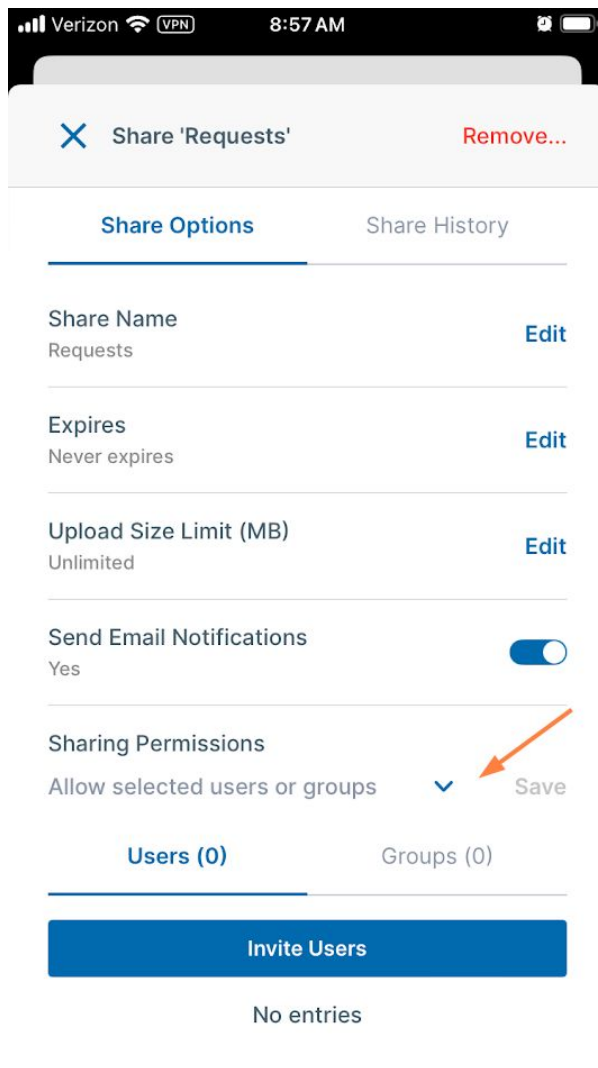 Verizon VPN 8:57 AM
Share 'Requests' Remove...
Share Options Share History
Share Name
Requests
Edit
Expires
Never expires
Edit
Upload Size Limit (MB)
Unlimited
Edit
Send Email Notifications
Yes
Sharing Permissions
Allow selected users or groups Save
Users (0) Groups (0)
Invite Users
No entries